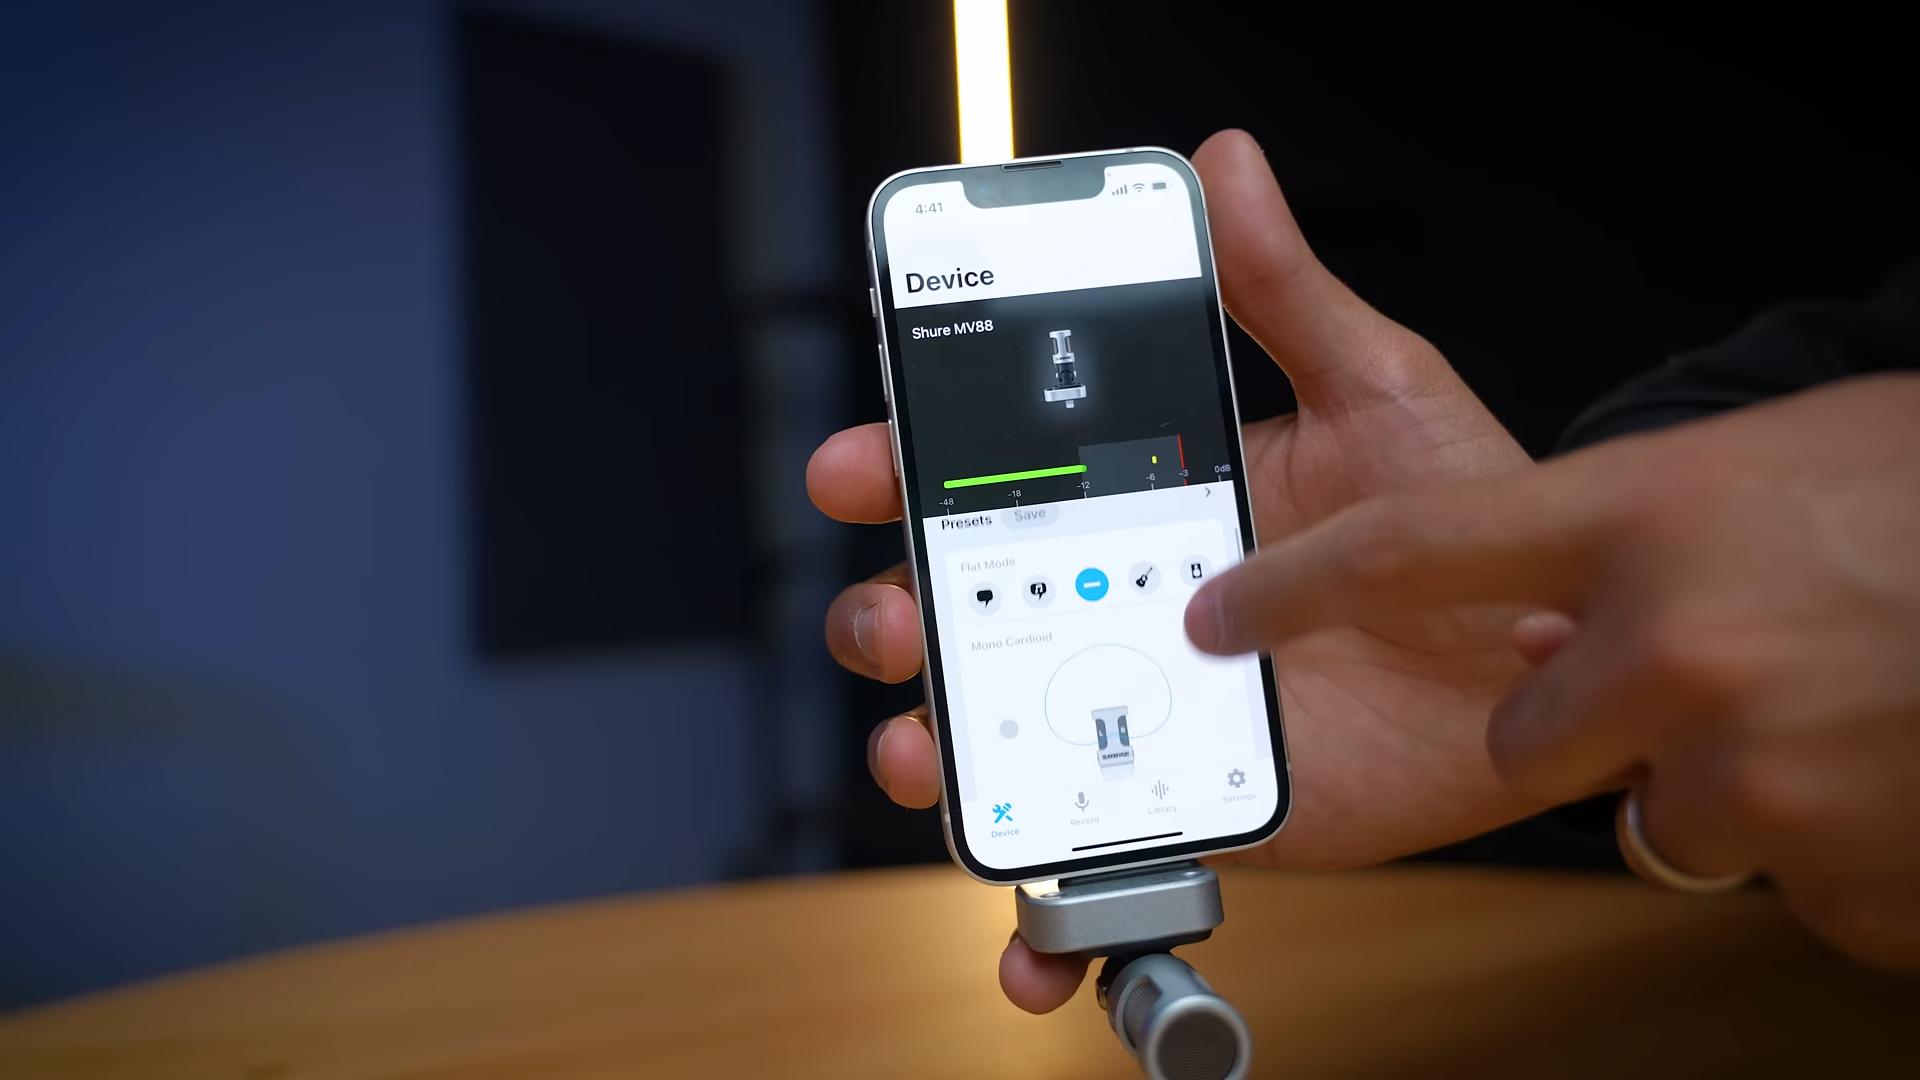 4:41
Device
Shure MV88
-48 -18 -12 -6 -3 0dB
Presets Save
Flat Mode
Mono Cardioid
L R
SHURE
Device Record Library Settings